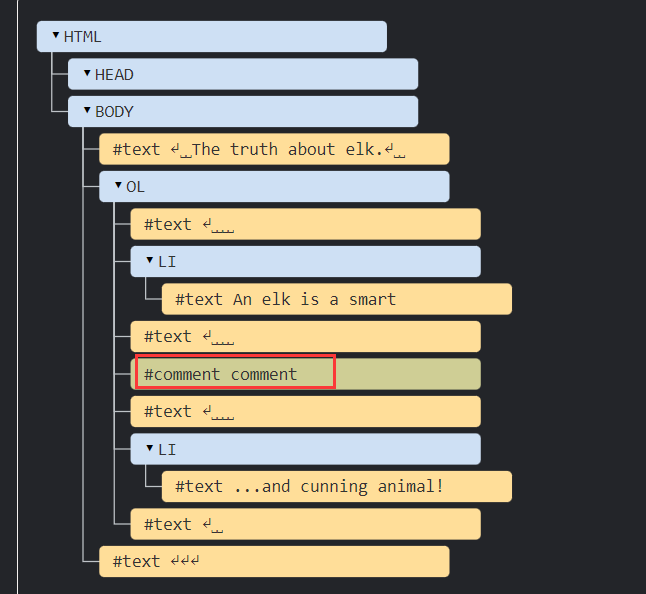 ▾ HTML
▾ HEAD
▾ BODY
#text ↲␣␣The truth about elk.↲␣␣
▾ OL
#text ↲␣␣␣␣
▾ LI
#text An elk is a smart
#text ↲␣␣␣␣
#comment comment
#text ↲␣␣␣␣
▾ LI
#text ...and cunning animal!
#text ↲␣␣
#text ↲↲↲